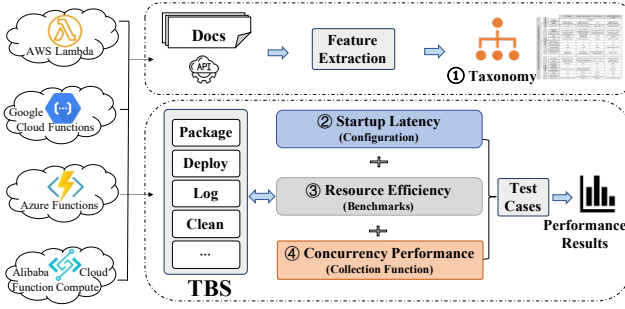 AWS Lambda
Google
Cloud Functions
Azure Functions
Alibaba Cloud
Function Compute
Docs
API
Feature
Extraction
① Taxonomy
Package
Deploy
Log
Clean
...
TBS
② Startup Latency
(Configuration)
+
③ Resource Efficiency
(Benchmarks)
+
④ Concurrency Performance
(Collection Function)
Test
Cases
Performance
Results